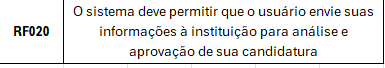 RF020
O sistema deve permitir que o usuário envie suas
informações à instituição para análise e
aprovação de sua candidatura